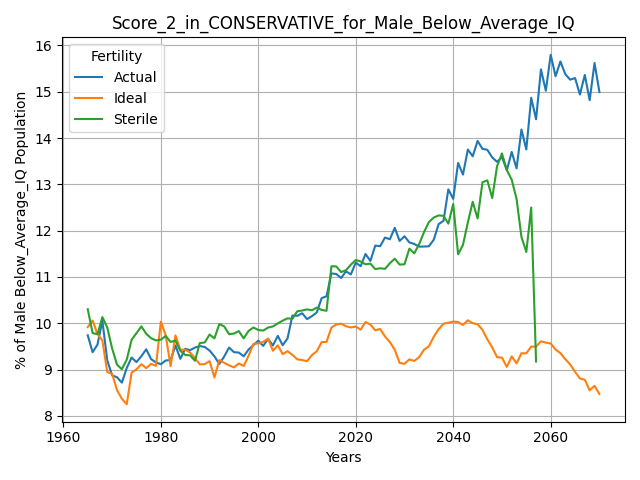 Score_2_in_CONSERVATIVE_for_Male_Below_Average_IQ
% of Male Below_Average_IQ Population
16
15
14
13
12
11
10
9
8
Fertility
Actual
Ideal
Sterile
1960 1980 2000 2020 2040 2060
Years